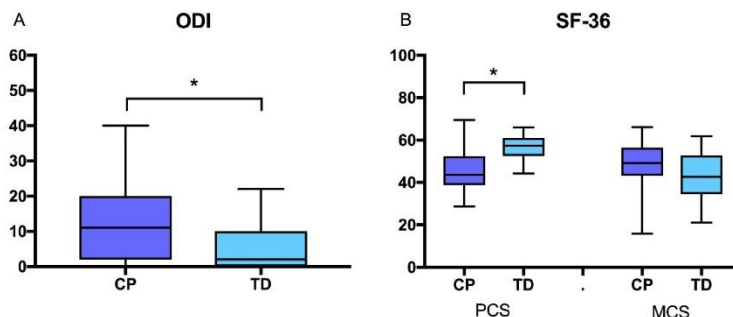 A
ODI
60
50
40
30
20
10
0
*
CP TD
B
SF-36
100
80
60
40
20
0
*
CP TD . CP TD
PCS MCS